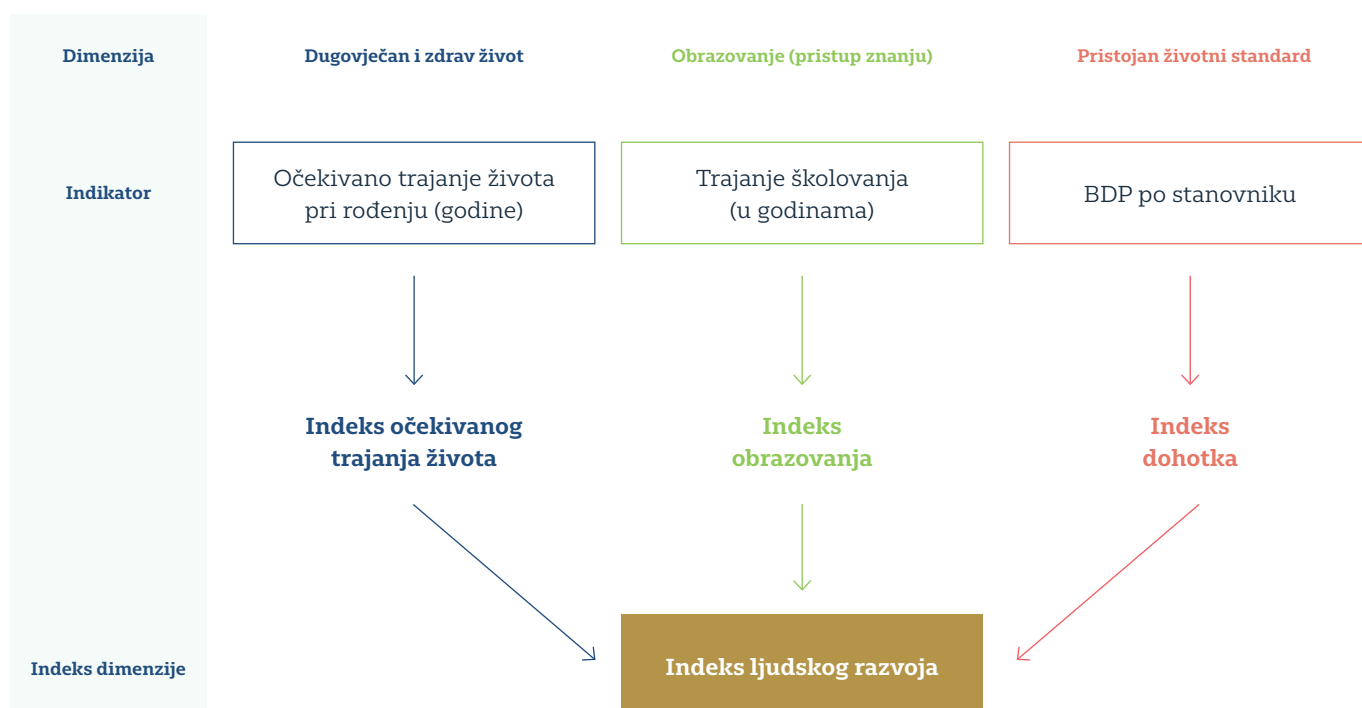 Dimenzija
Dugovječan i zdrav život
Obrazovanje (pristup znanju)
Pristojan životni standard
Indikator
Očekivano trajanje života
pri rođenju (godine)
Trajanje školovanja
(u godinama)
BDP po stanovniku
Indeks očekivanog
trajanja života
Indeks
obrazovanja
Indeks
dohotka
Indeks dimenzije
Indeks ljudskog razvoja